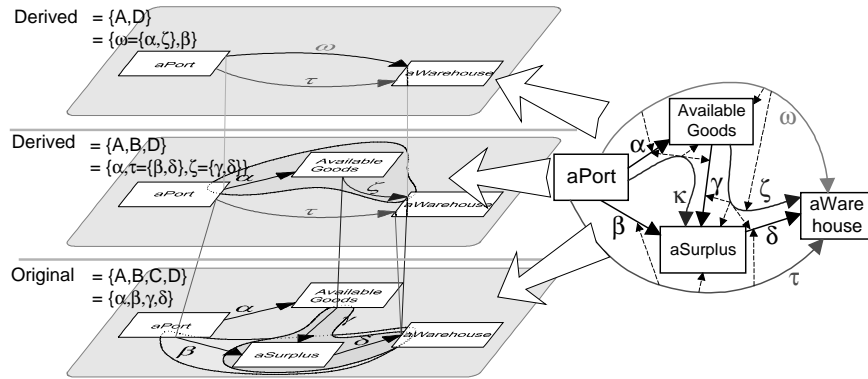 Derived = {A,D}
= {ω={α,ζ},β}
aPort
ω
τ
aWarehouse
Derived = {A,B,D}
= {α,τ={β,δ},ζ={γ,δ}}
Available
Goods
aPort
α
ζ
τ
aWarehouse
Original = {A,B,C,D}
= {α,β,γ,δ}
Available
Goods
aPort
α
β
γ
δ
aSurplus
aWarehouse
Available
Goods
ω
α
aPort
κ
γ
ζ
aWare
house
β
aSurplus
δ
τ